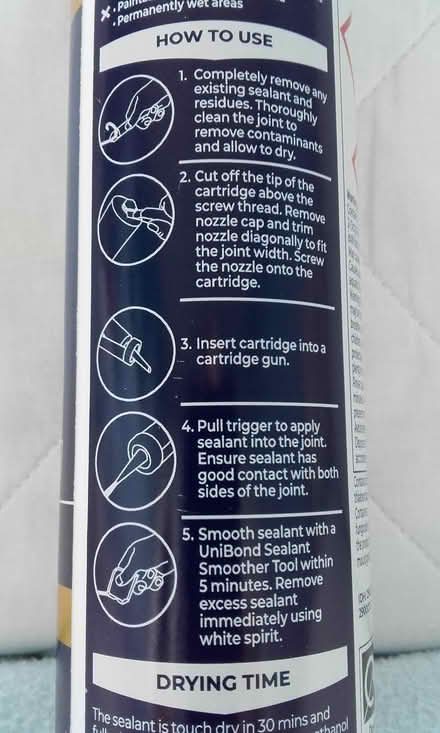 . Permanently wet areas
HOW TO USE
1. Completely remove any
existing sealant and
residues. Thoroughly
clean the joint to
remove contaminants
and allow to dry.
2. Cut off the tip of the
cartridge above the
screw thread. Remove
nozzle cap and trim
nozzle diagonally to fit
the joint width. Screw
the nozzle onto the
cartridge.
3. Insert cartridge into a
cartridge gun.
4. Pull trigger to apply
sealant into the joint.
Ensure sealant has
good contact with both
sides of the joint.
5. Smooth sealant with a
UniBond Sealant
Smoother Tool within
5 minutes. Remove
excess sealant
immediately using
white spirit.
DRYING TIME
The sealant is touch dry in 30 mins and